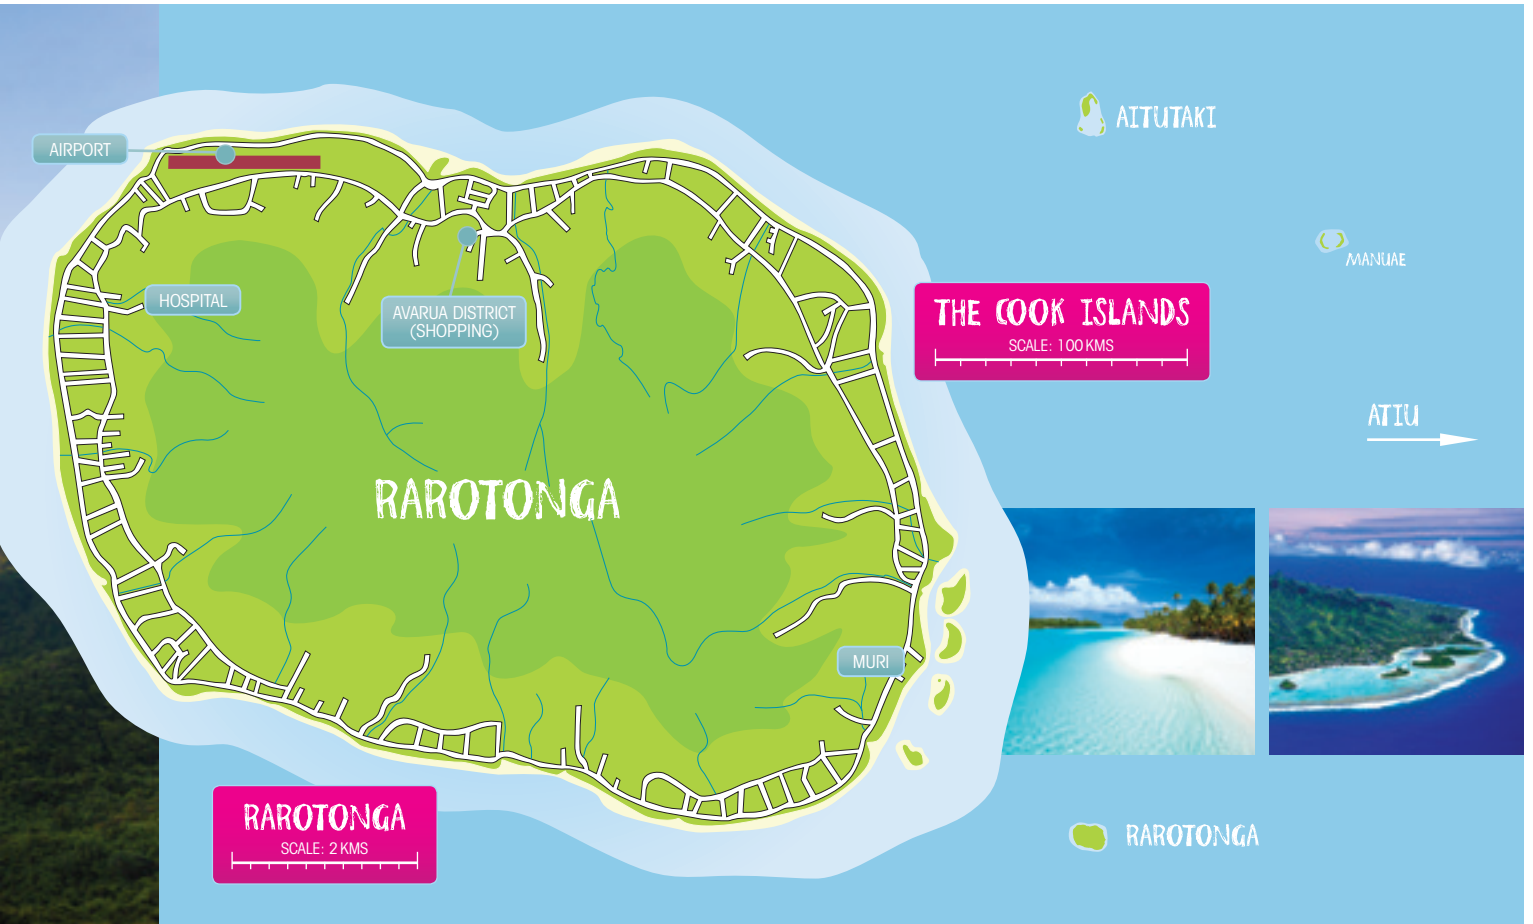 AITUTAKI
AIRPORT
MANUAE
HOSPITAL
AVARUA DISTRICT
(SHOPPING)
THE COOK ISLANDS
SCALE: 100 KMS
ATIU
RAROTONGA
MURI
RAROTONGA
SCALE: 2 KMS
RAROTONGA